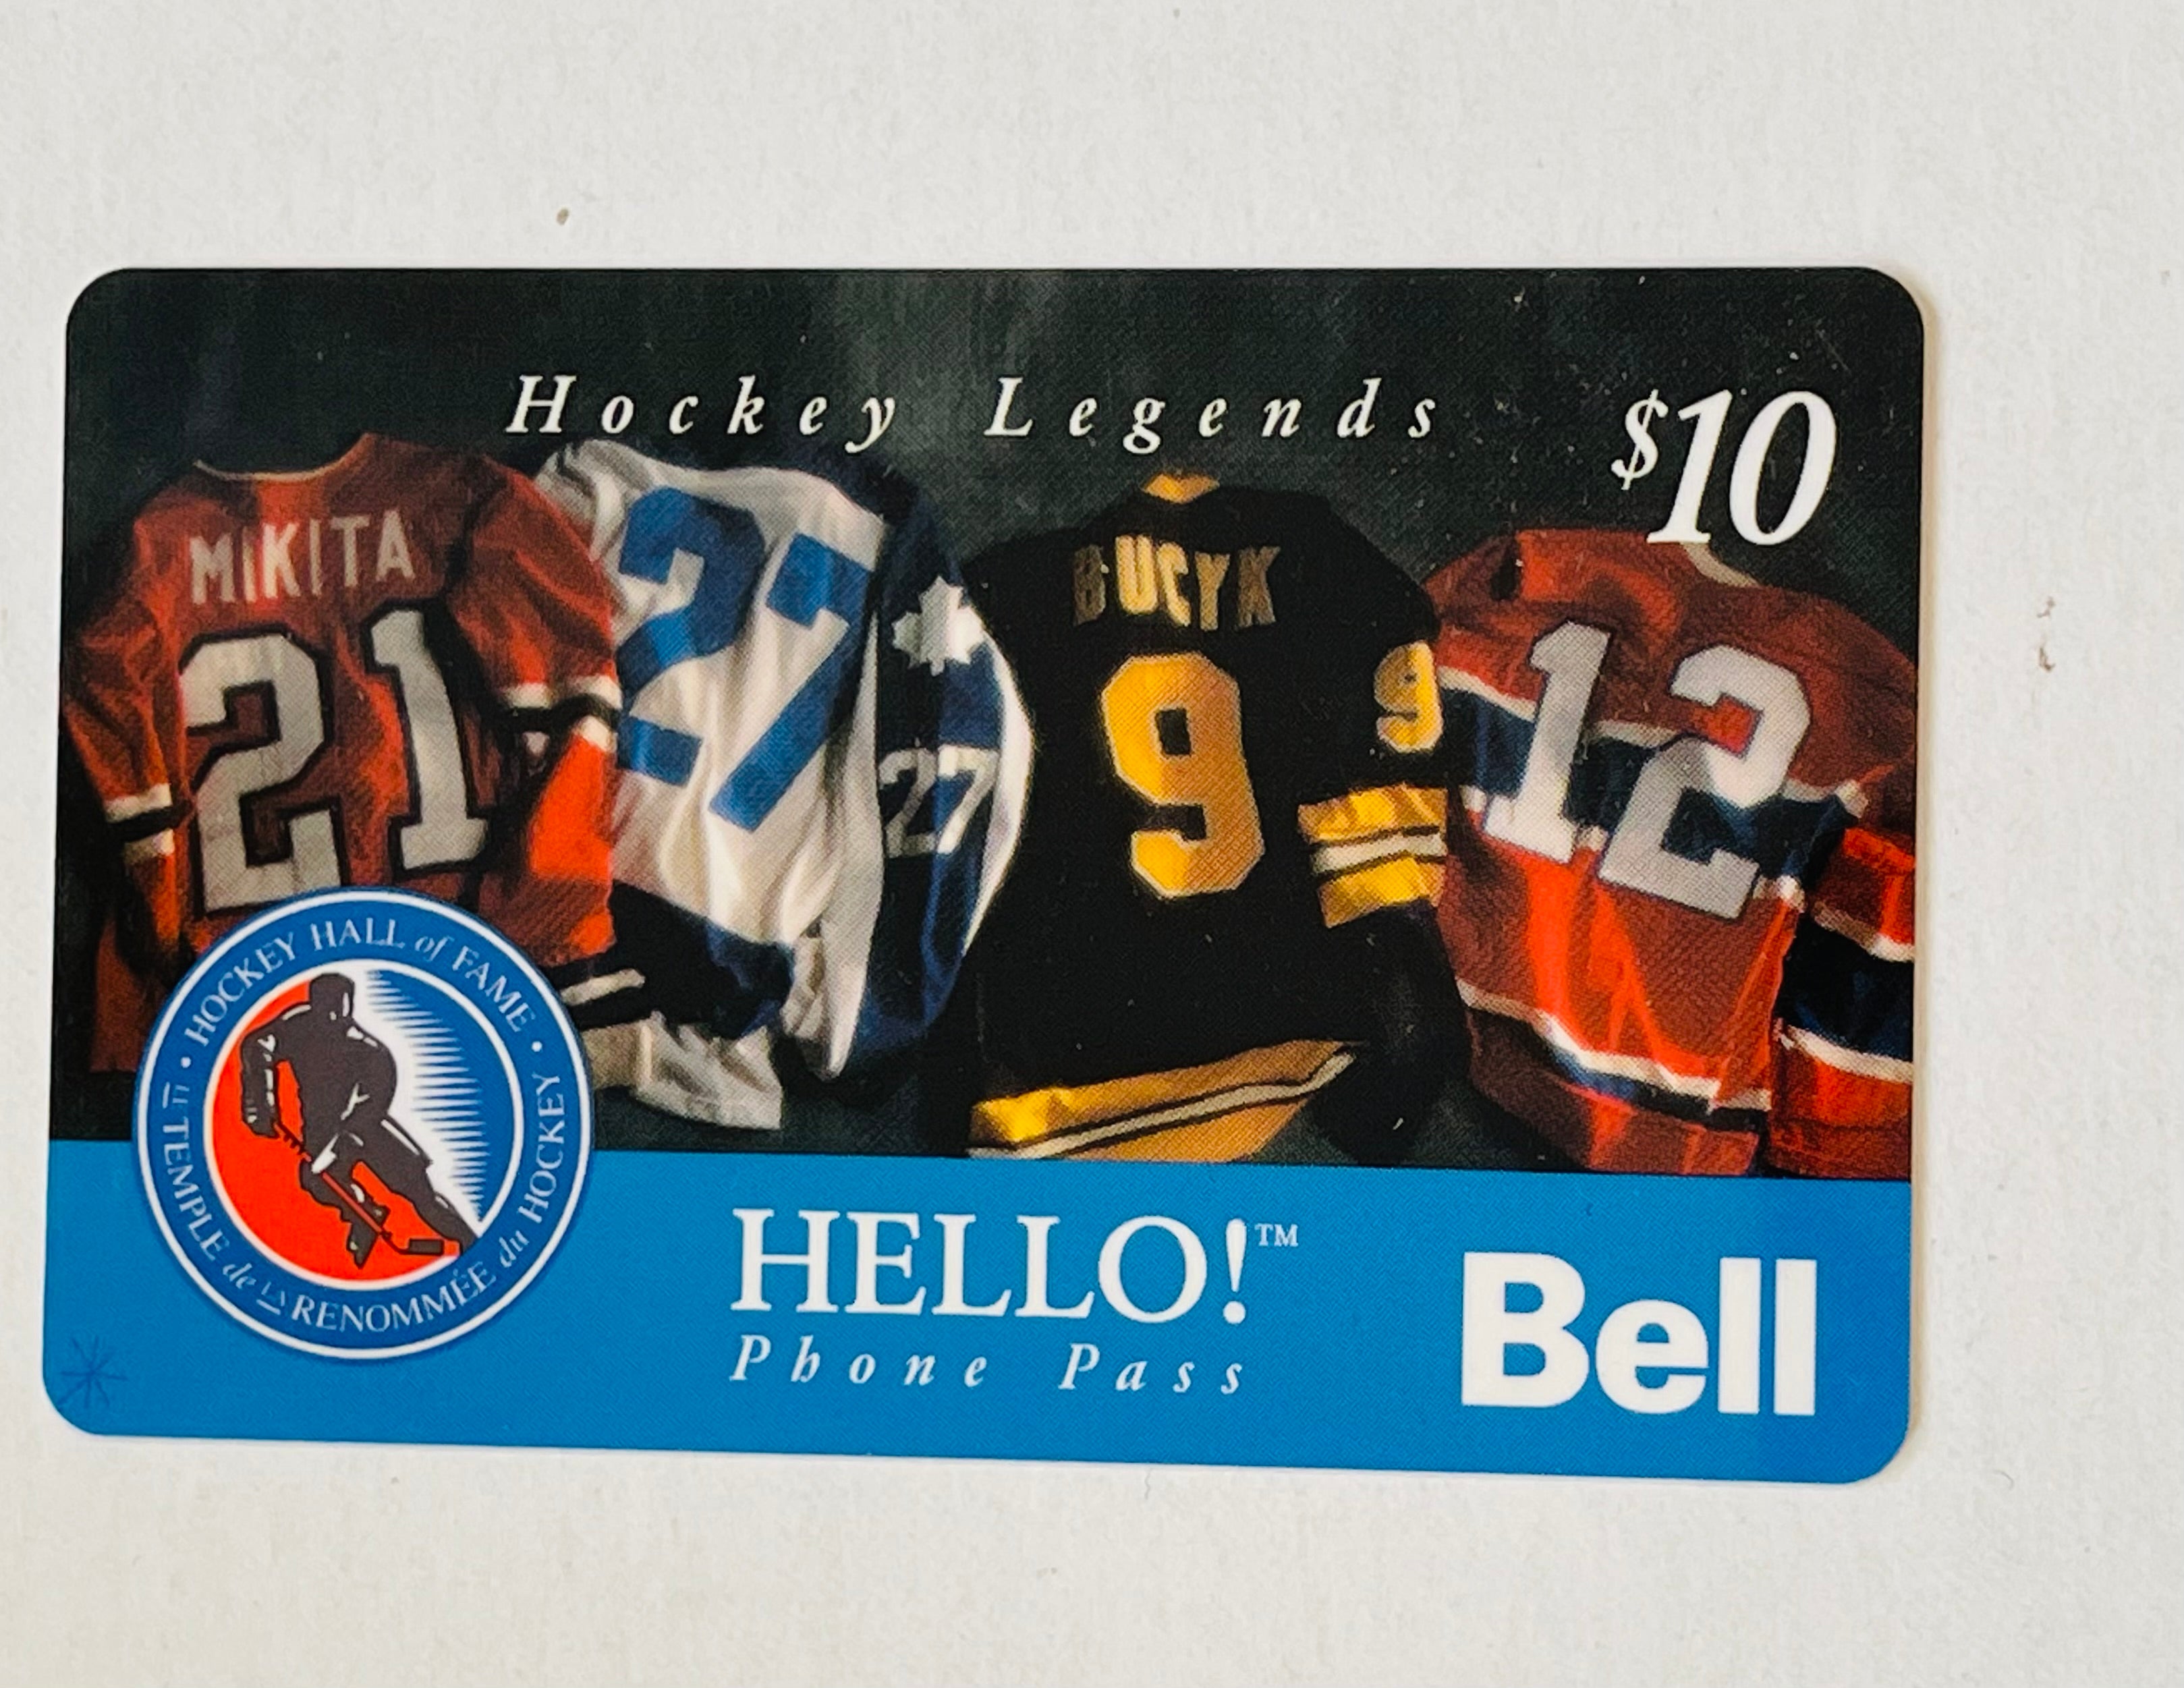 Hockey Legends
$10
MIKITA
21
27
27
BUCYK
9
9
12
• HOCKEY HALL of FAME •
LE TEMPLE de LA RENOMMÉE du HOCKEY
HELLO!™
Phone Pass
Bell